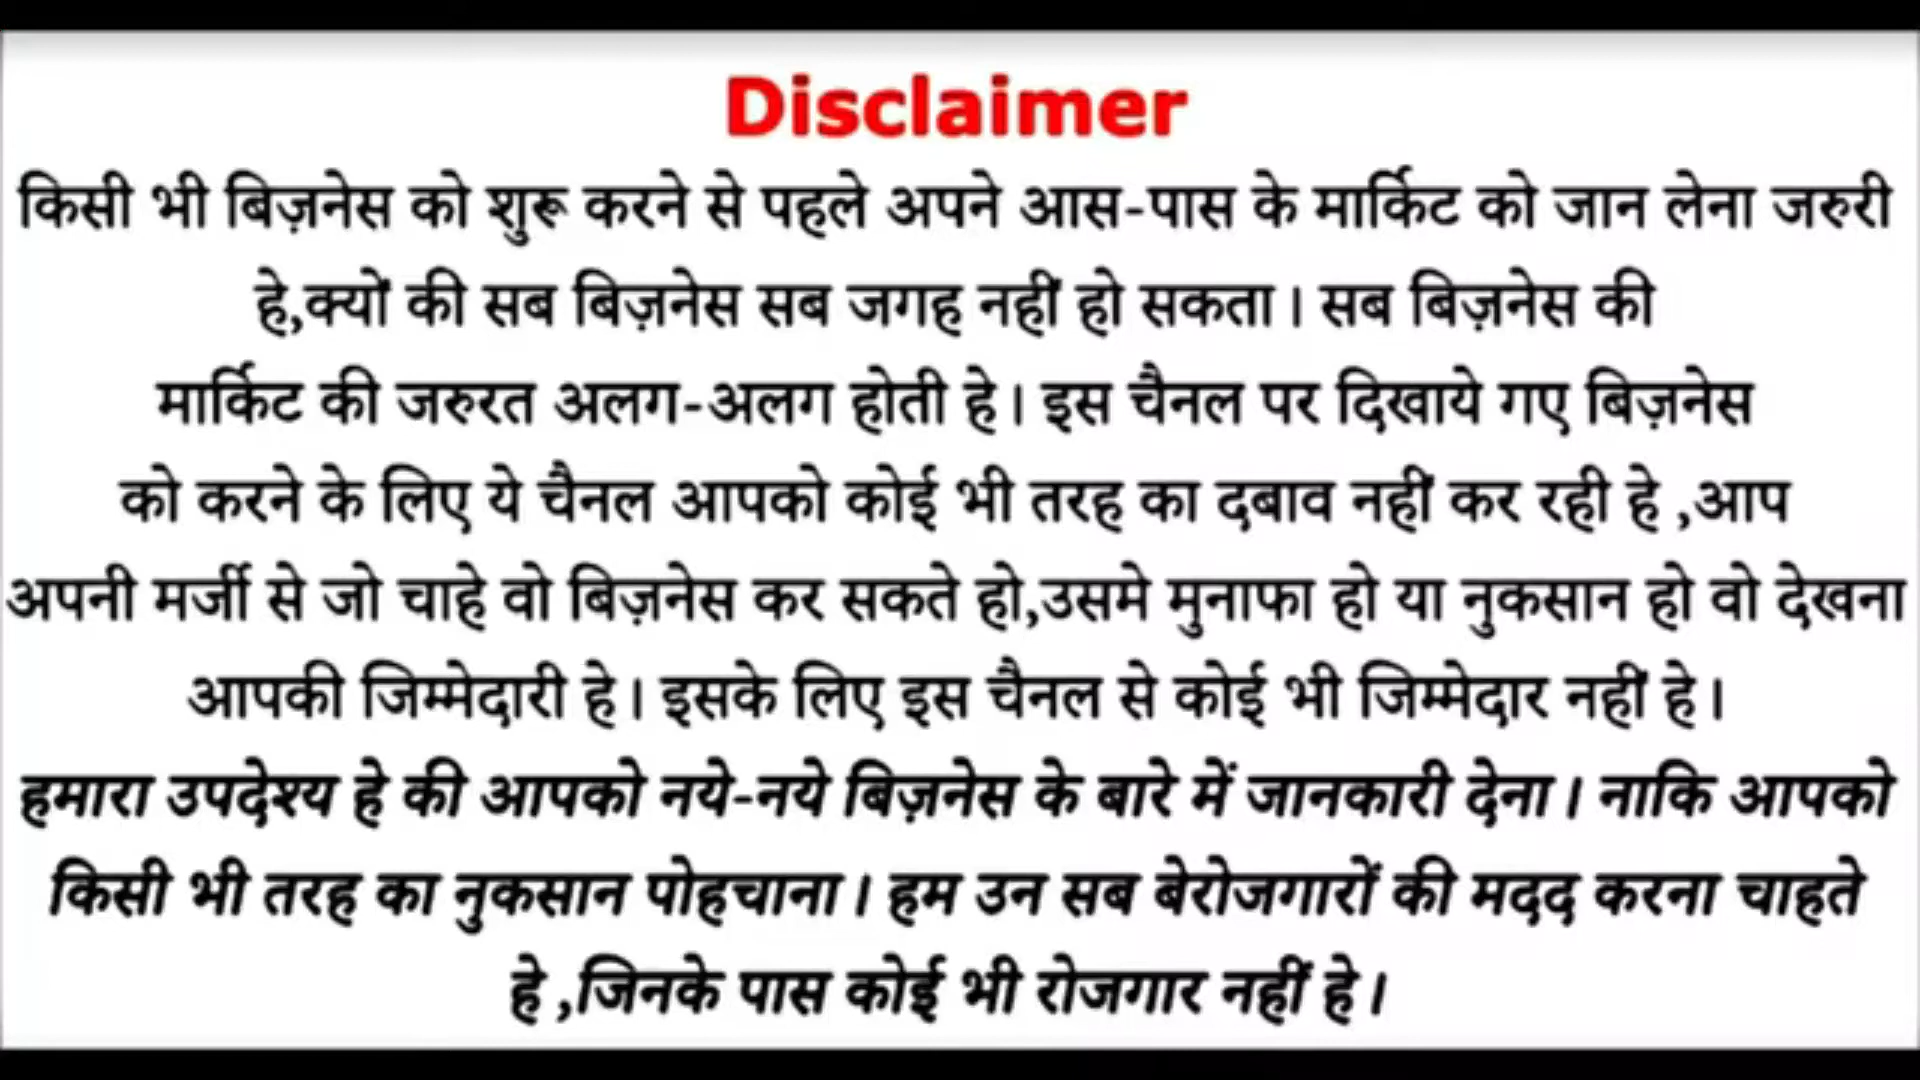 Disclaimer
किसी भी बिज़नेस को शुरू करने से पहले अपने आस-पास के मार्किट को जान लेना जरुरी
हे,क्यों की सब बिज़नेस सब जगह नहीं हो सकता। सब बिज़नेस की
मार्किट की जरुरत अलग-अलग होती हे। इस चैनल पर दिखाये गए बिज़नेस
को करने के लिए ये चैनल आपको कोई भी तरह का दबाव नहीं कर रही हे ,आप
अपनी मर्जी से जो चाहे वो बिज़नेस कर सकते हो,उसमे मुनाफा हो या नुकसान हो वो देखना
आपकी जिम्मेदारी हे। इसके लिए इस चैनल से कोई भी जिम्मेदार नहीं हे।
हमारा उपदेश्य हे की आपको नये-नये बिज़नेस के बारे में जानकारी देना। नाकि आपको
किसी भी तरह का नुकसान पोहचाना। हम उन सब बेरोजगारों की मदद करना चाहते
हे ,जिनके पास कोई भी रोजगार नहीं हे।